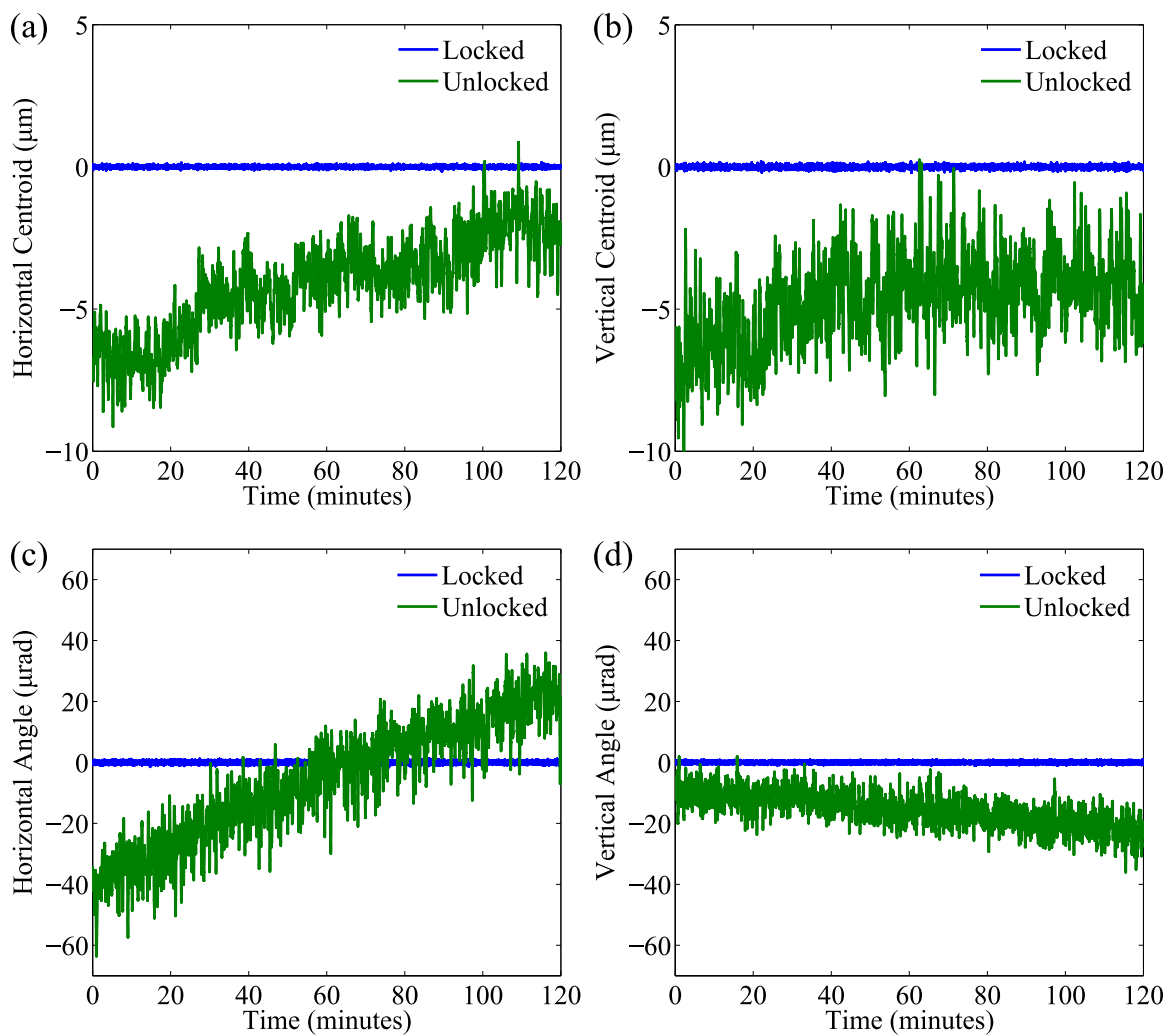 (a)
5
0
−5
−10
Horizontal Centroid (μm)
Locked
Unlocked
0 20 40 60 80 100 120
Time (minutes)
(b)
5
0
−5
−10
Vertical Centroid (μm)
Locked
Unlocked
0 20 40 60 80 100 120
Time (minutes)
(c)
60
40
20
0
−20
−40
−60
Horizontal Angle (μrad)
Locked
Unlocked
0 20 40 60 80 100 120
Time (minutes)
(d)
60
40
20
0
−20
−40
−60
Vertical Angle (μrad)
Locked
Unlocked
0 20 40 60 80 100 120
Time (minutes)